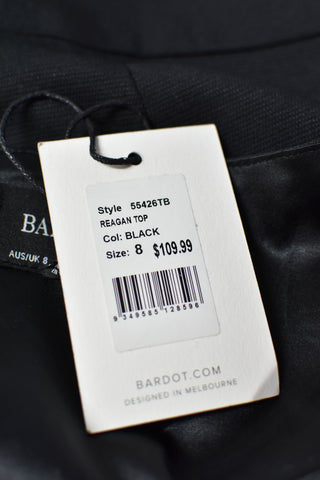 Style 55426TB
REAGAN TOP
Col: BLACK
Size: 8 $109.99
9 349585 128596
BARDOT.COM
DESIGNED IN MELBOURNE
BA
AUS/UK 8